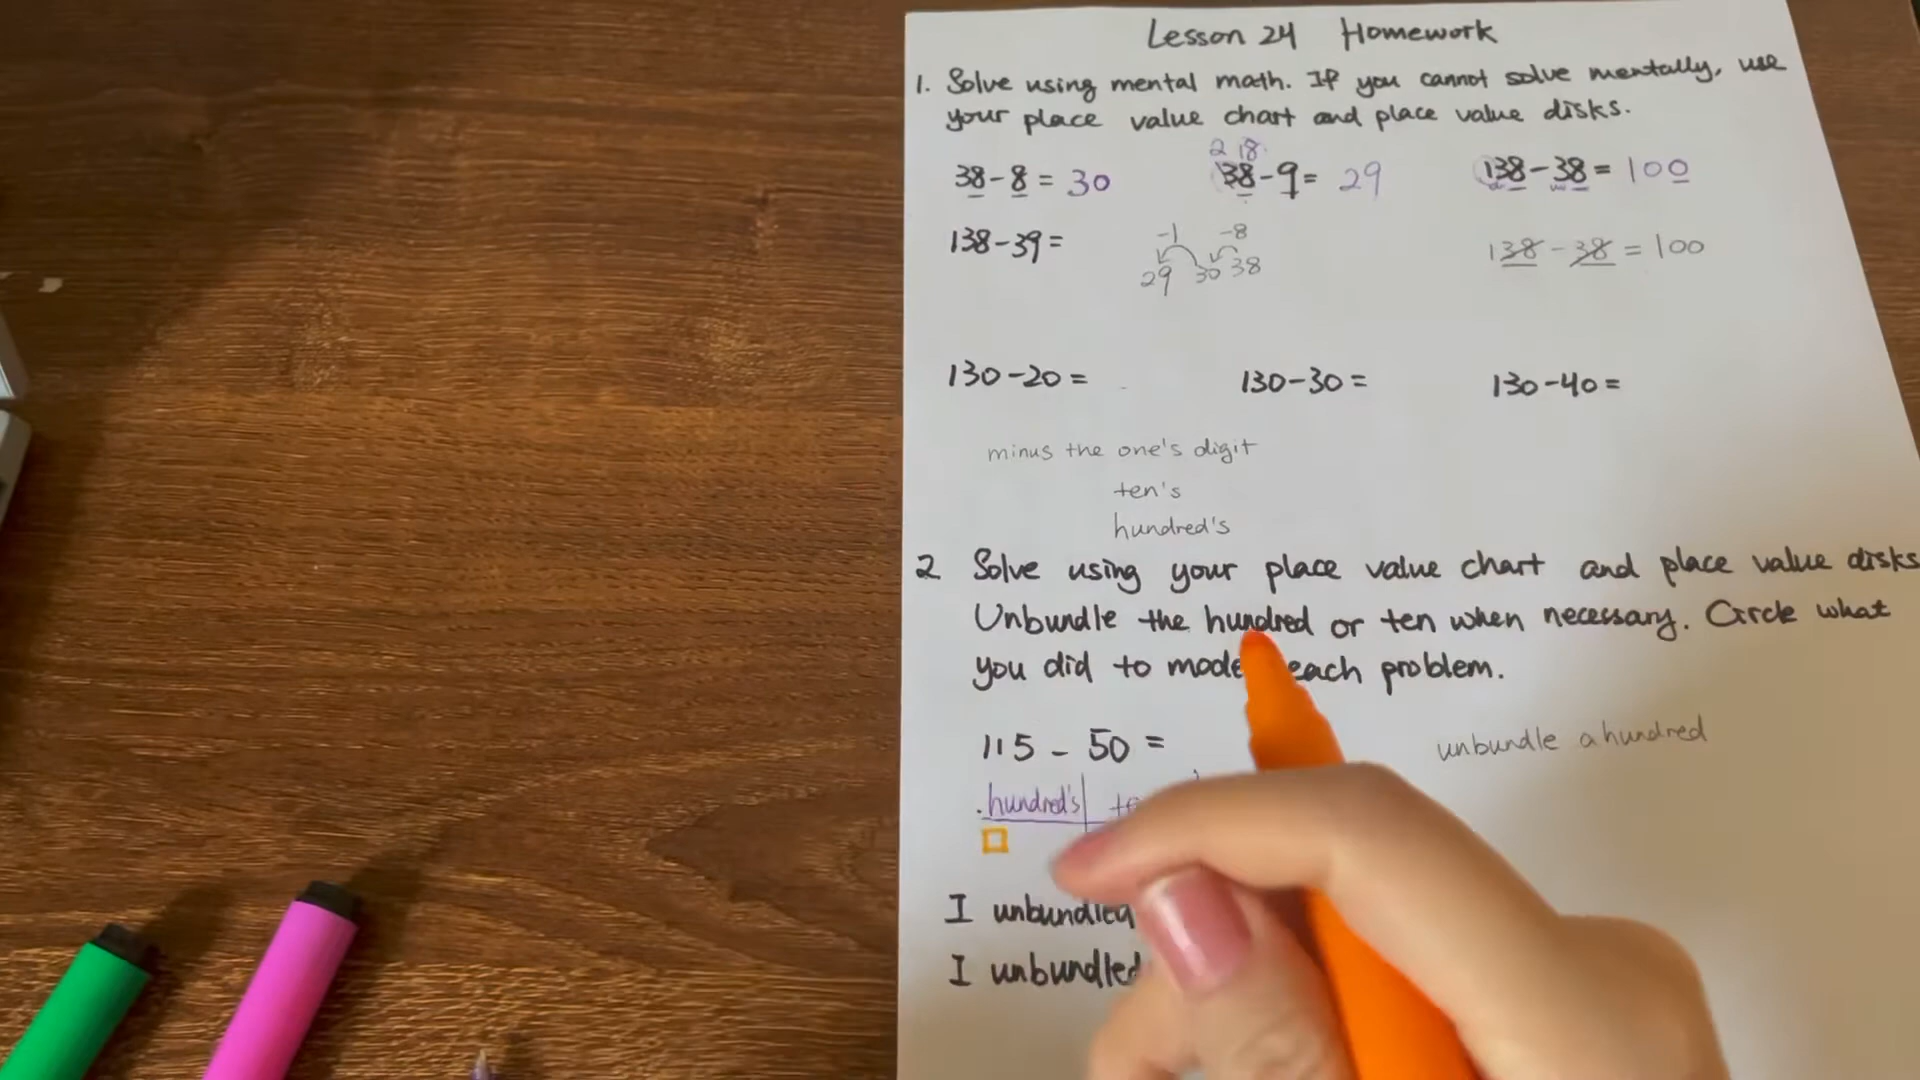 Lesson 24 Homework
1. Solve using mental math. If you cannot solve mentally, use
your place value chart and place value disks.
2 18
38-8 = 30 38-9= 29 138-38= 100
138-39=
-1 -8
29 30 38
138-38=100
130-20= 130-30= 130-40=
minus the one's digit
ten's
hundred's
2 Solve using your place value chart and place value disks
Unbundle the hundred or ten when necessary. Circle what
you did to model each problem.
115 - 50 =
unbundle a hundred
hundred's te
I unbundled
I unbundled